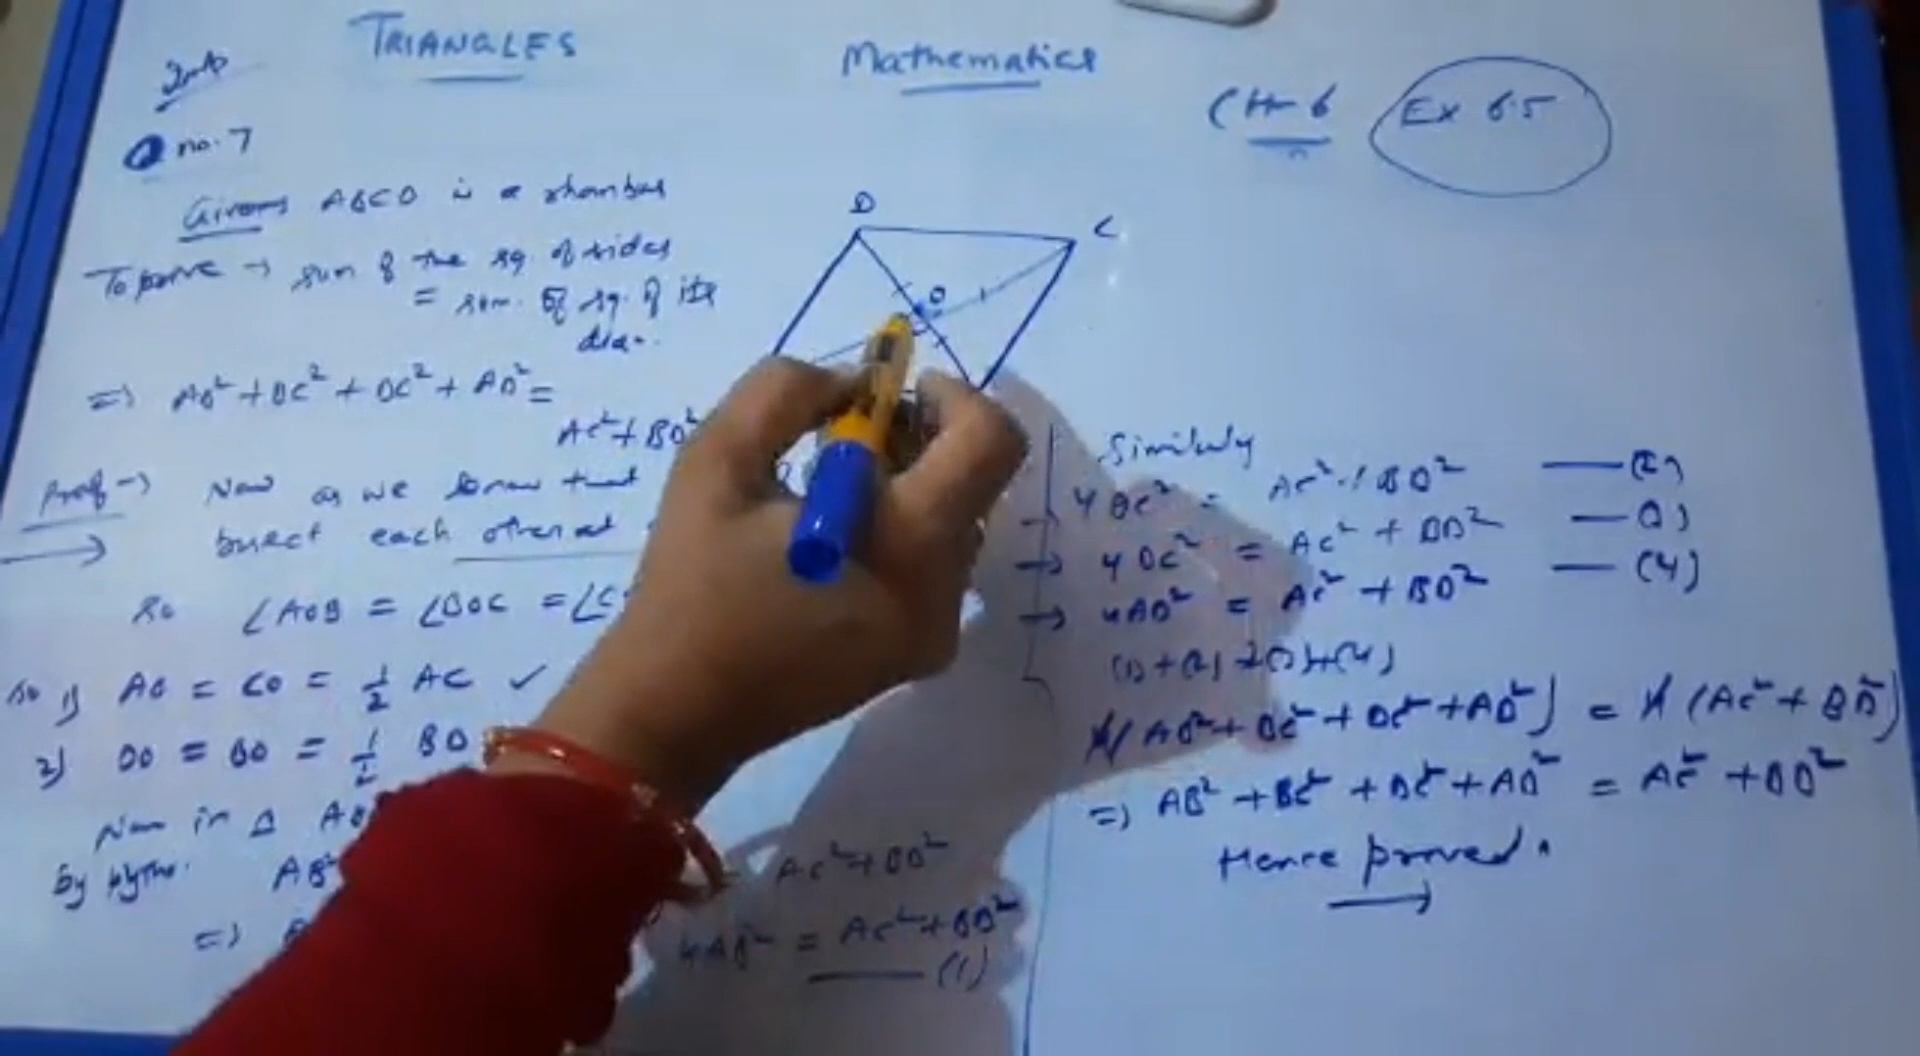 Imp
TRIANGLES
Mathematics
CH-6
Ex 6.5
Q no. 7
Given ABCD is a rhombus
To prove → sum of the sq. of sides
= sum. of sq. of its
dia.
=) AB² + BC² + DC² + AD² =
AC² + BD²
D
C
O
Proof → Now as we know that
bisect each other at
So ∠AOB = ∠BOC = ∠C
So 1) AO = CO = 1/2 AC ✓
2) DO = BO = 1/2 BD
Now in Δ AO
By pytho. AB²
=)
AC² + BD²
4AB² = AC² + BD²
(1)
Similarly
→ 4BC² = AC² + BD² — (2)
→ 4DC² = AC² + BD² — (3)
→ 4AD² = AC² + BD² — (4)
(1) + (2) + (3) + (4)
4(AB² + BC² + DC² + AD²) = 4(AC² + BD²)
=) AB² + BC² + DC² + AD² = AC² + BD²
Hence proved.